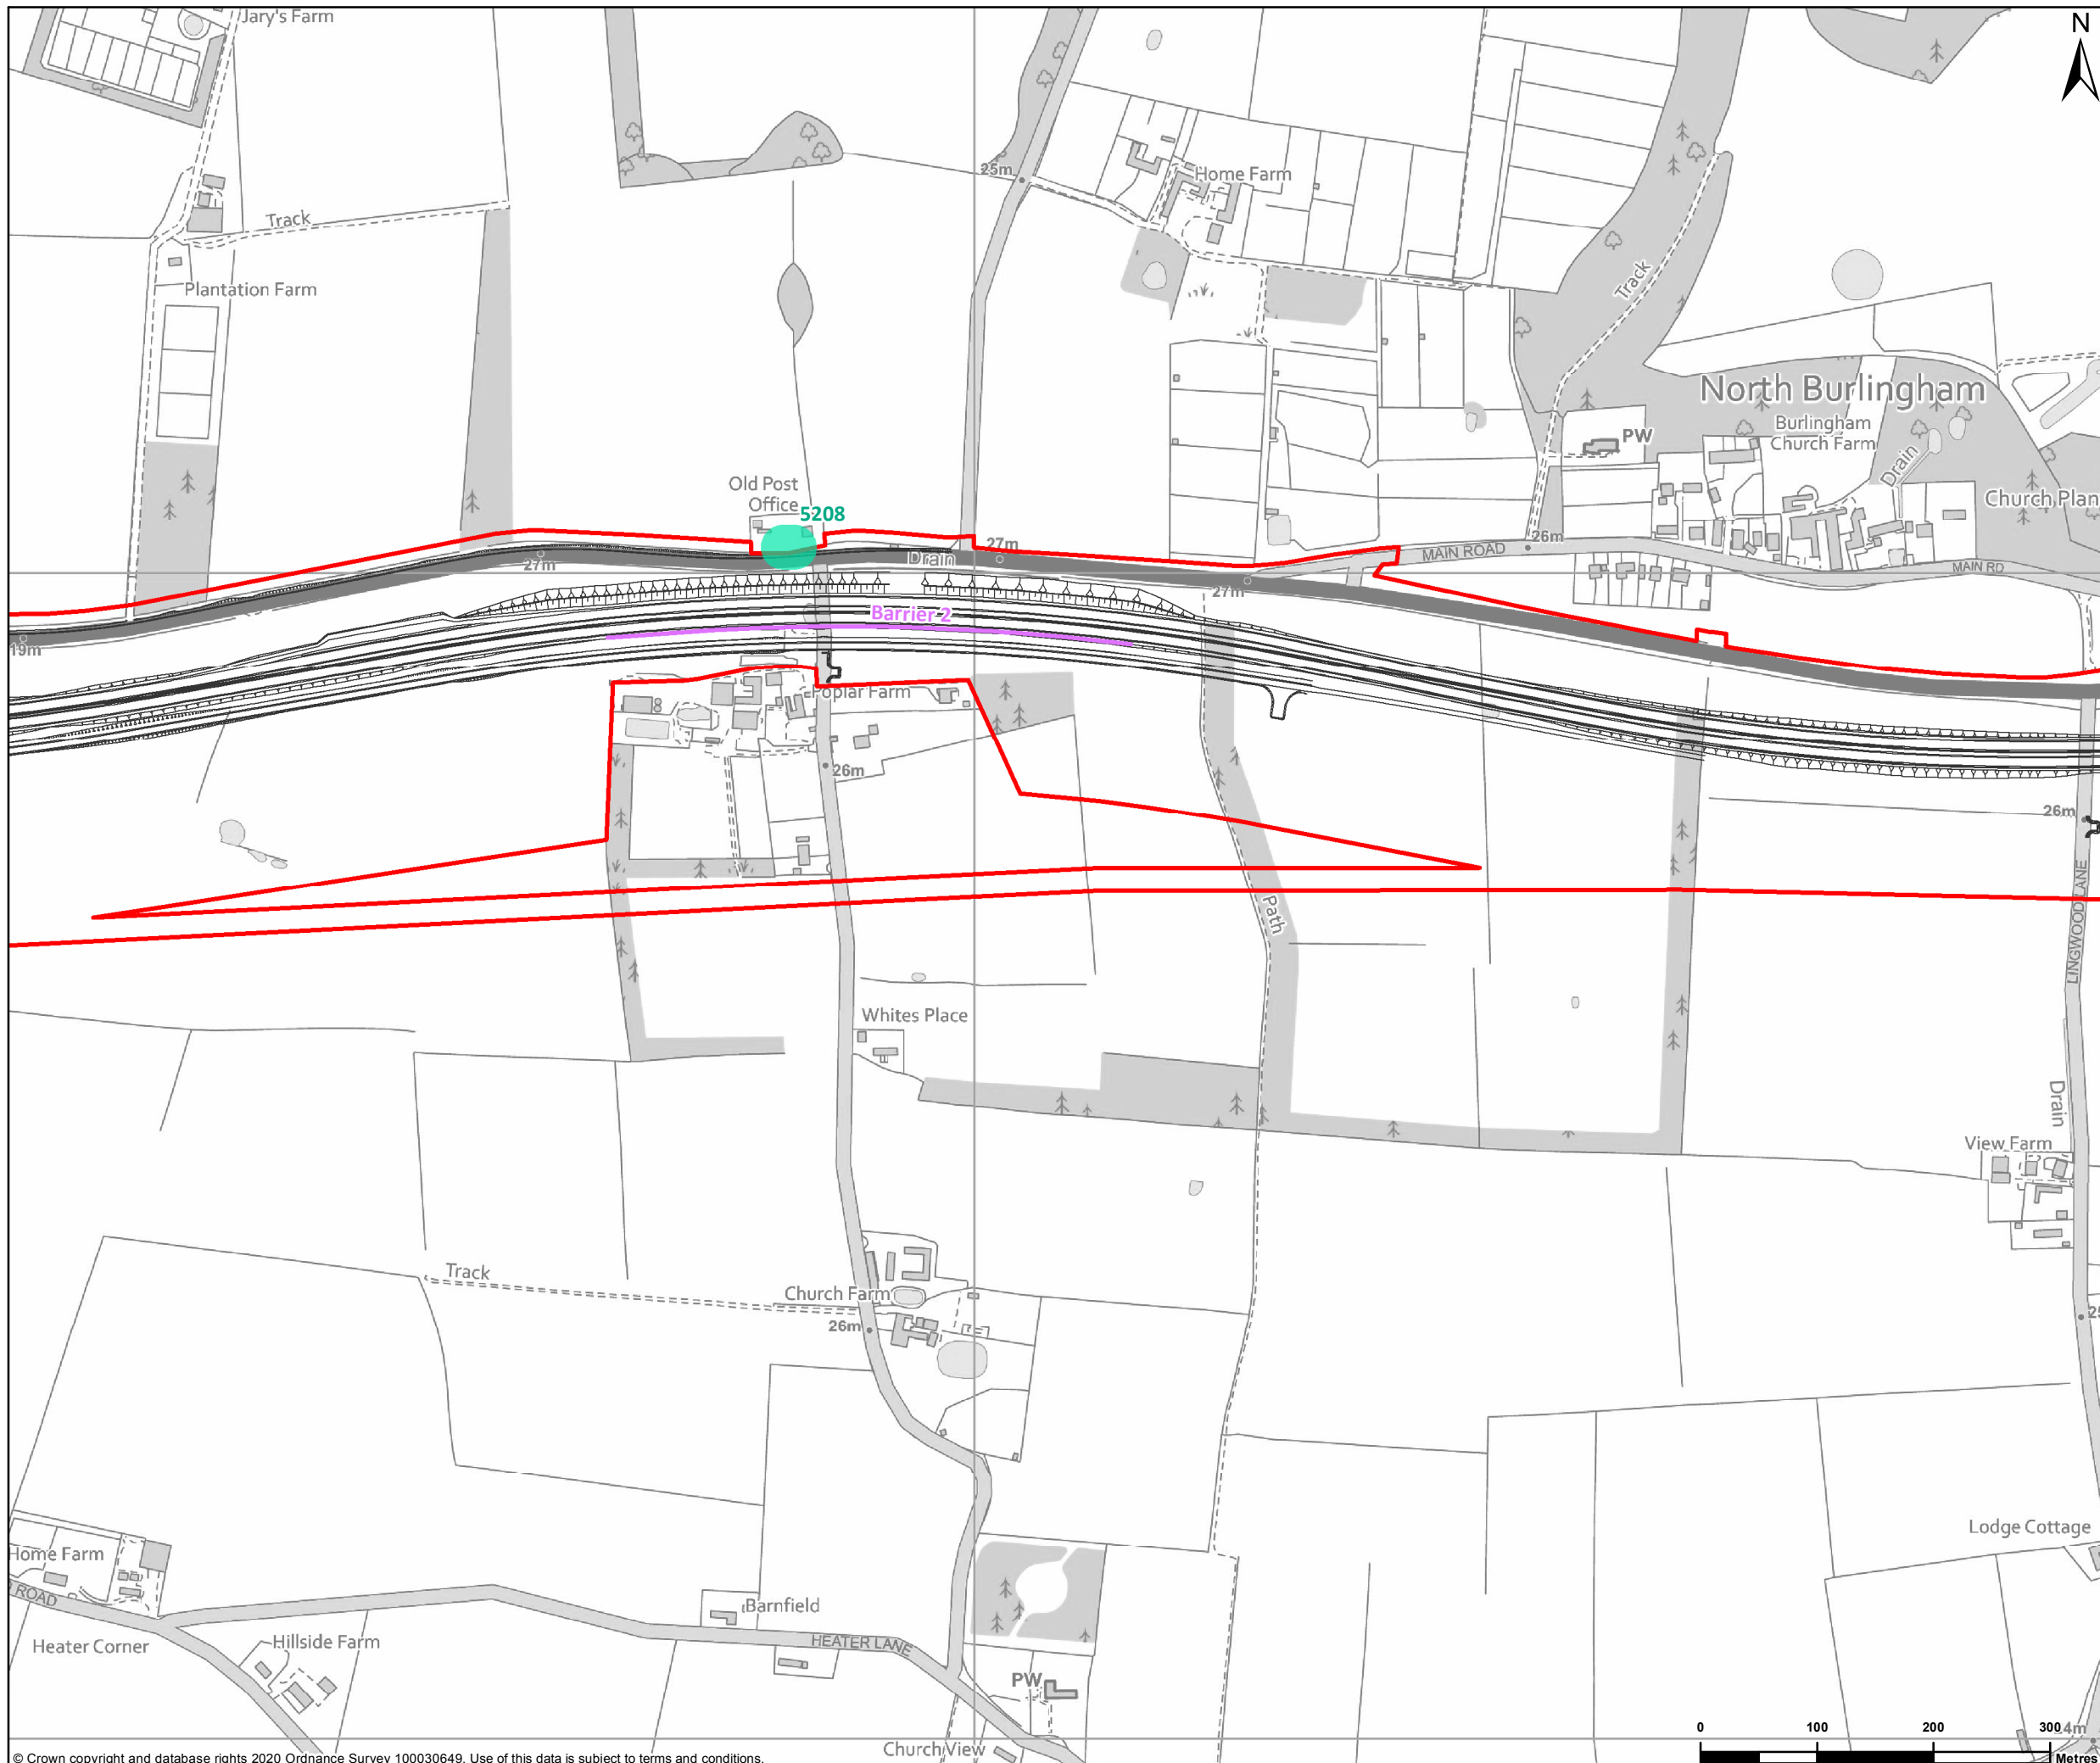 Jary's Farm
N
25m
Home Farm
Track
Track
Plantation Farm
North Burlingham
Burlingham
Church Farm
PW
Drain
Old Post
Office
5208
Church Plan
27m
26m
MAIN ROAD
Drain
27m
MAIN RD
27m
Barrier 2
19m
Poplar Farm
26m
26m
LINGWOOD LANE
Path
Whites Place
Drain
View Farm
Track
Church Farm
26m
Lodge Cottage
Home Farm
ROAD
Barnfield
Heater Corner
Hillside Farm
HEATER LANE
PW
0 100 200 300
4m
Church View
Metres
© Crown copyright and database rights 2020 Ordnance Survey 100030649. Use of this data is subject to terms and conditions.